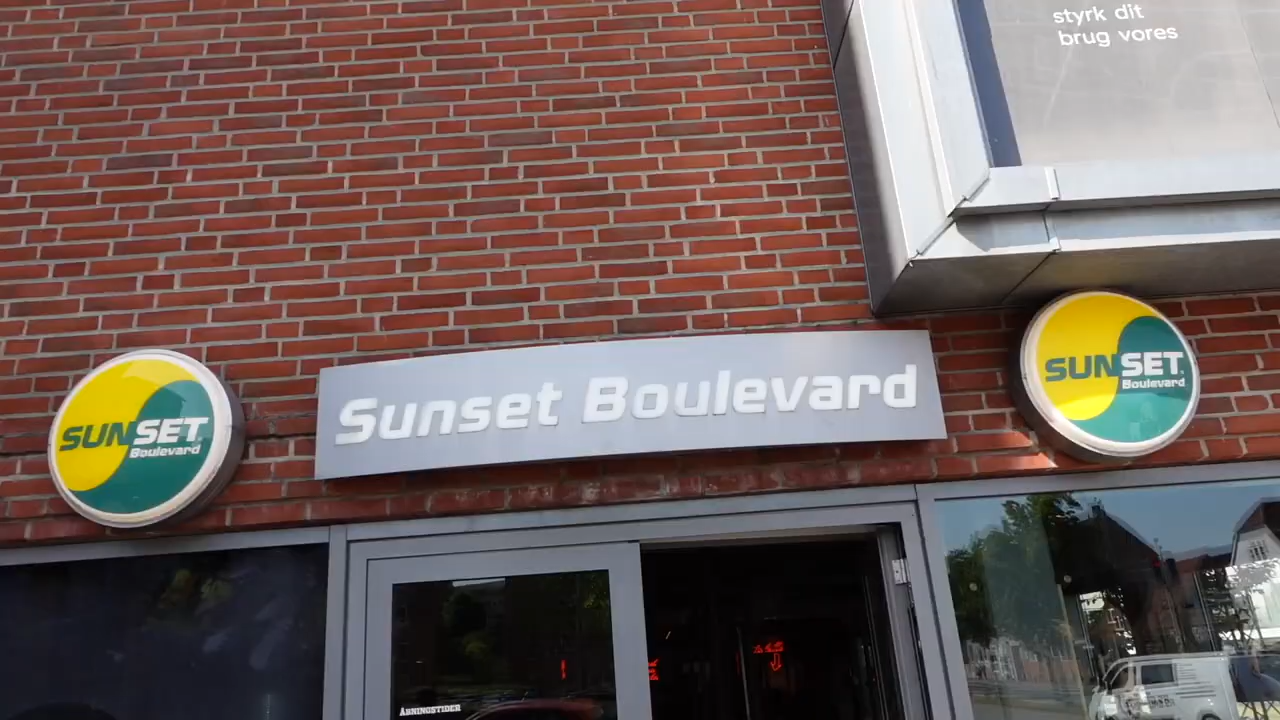 styrk dit
brug vores
Sunset Boulevard
SUNSET
Boulevard
SUNSET
Boulevard
ÅBNINGSTIDER